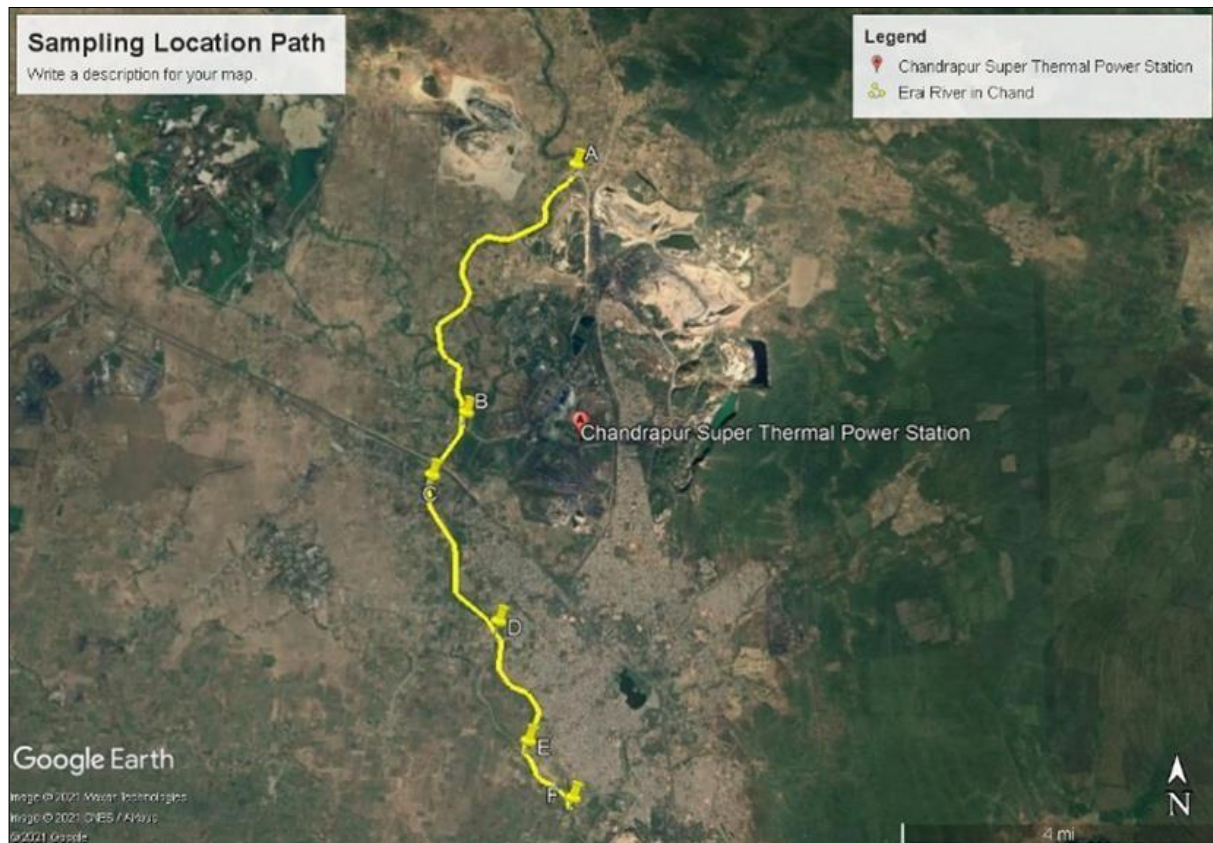 Sampling Location Path
Write a description for your map.
Legend
Chandrapur Super Thermal Power Station
Erai River in Chand
A
B
A
Chandrapur Super Thermal Power Station
C
D
E
F
Google Earth
Image © 2021 Maxar Technologies
Image © 2021 CNES / Airbus
© 2021 Google
N
4 mi